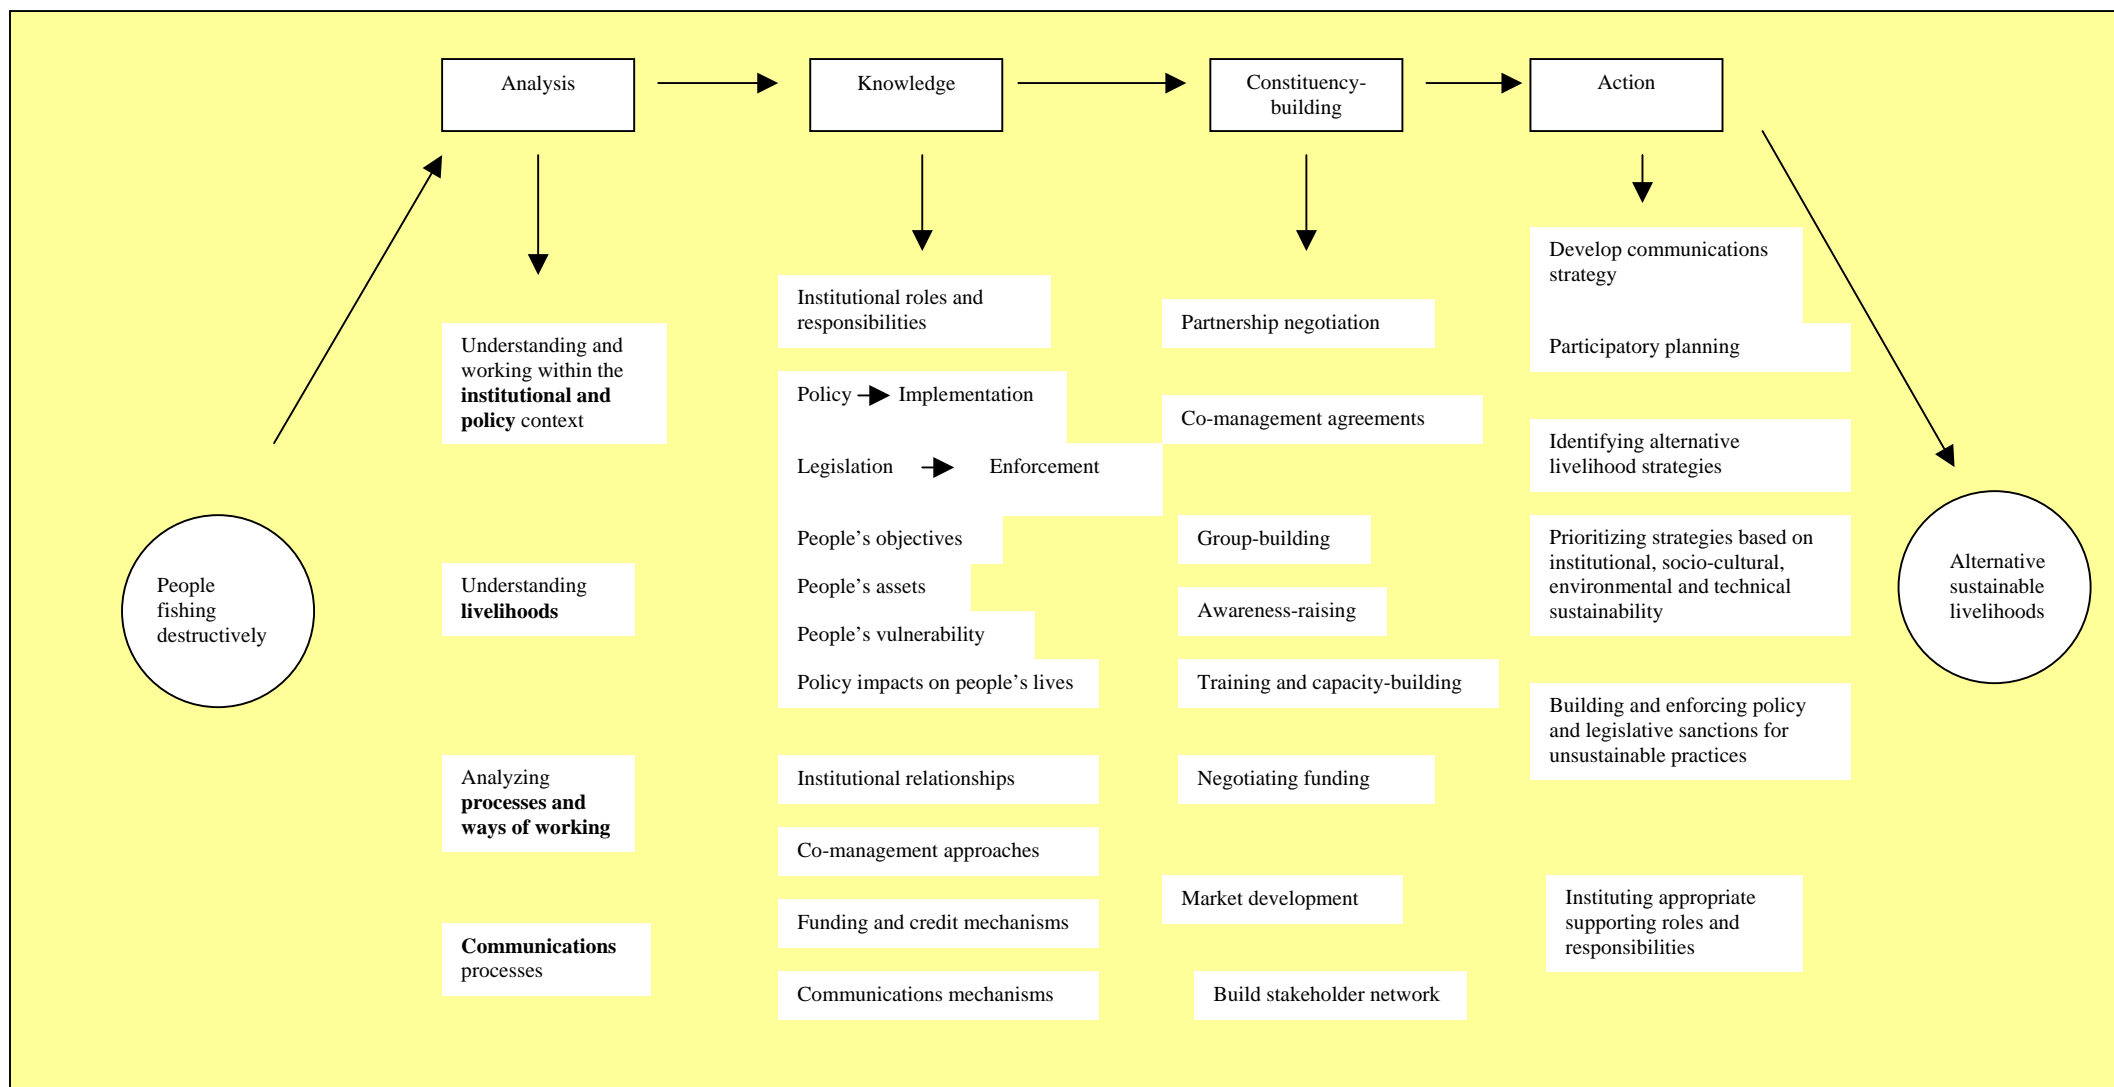 Analysis
Knowledge
Constituency-
building
Action
People
fishing
destructively
Understanding and
working within the
institutional and
policy context
Understanding
livelihoods
Analyzing
processes and
ways of working
Communications
processes
Institutional roles and
responsibilities
Policy Implementation
Legislation Enforcement
People’s objectives
People’s assets
People’s vulnerability
Policy impacts on people’s lives
Institutional relationships
Co-management approaches
Funding and credit mechanisms
Communications mechanisms
Partnership negotiation
Co-management agreements
Group-building
Awareness-raising
Training and capacity-building
Negotiating funding
Market development
Build stakeholder network
Develop communications
strategy
Participatory planning
Identifying alternative
livelihood strategies
Prioritizing strategies based on
institutional, socio-cultural,
environmental and technical
sustainability
Building and enforcing policy
and legislative sanctions for
unsustainable practices
Instituting appropriate
supporting roles and
responsibilities
Alternative
sustainable
livelihoods